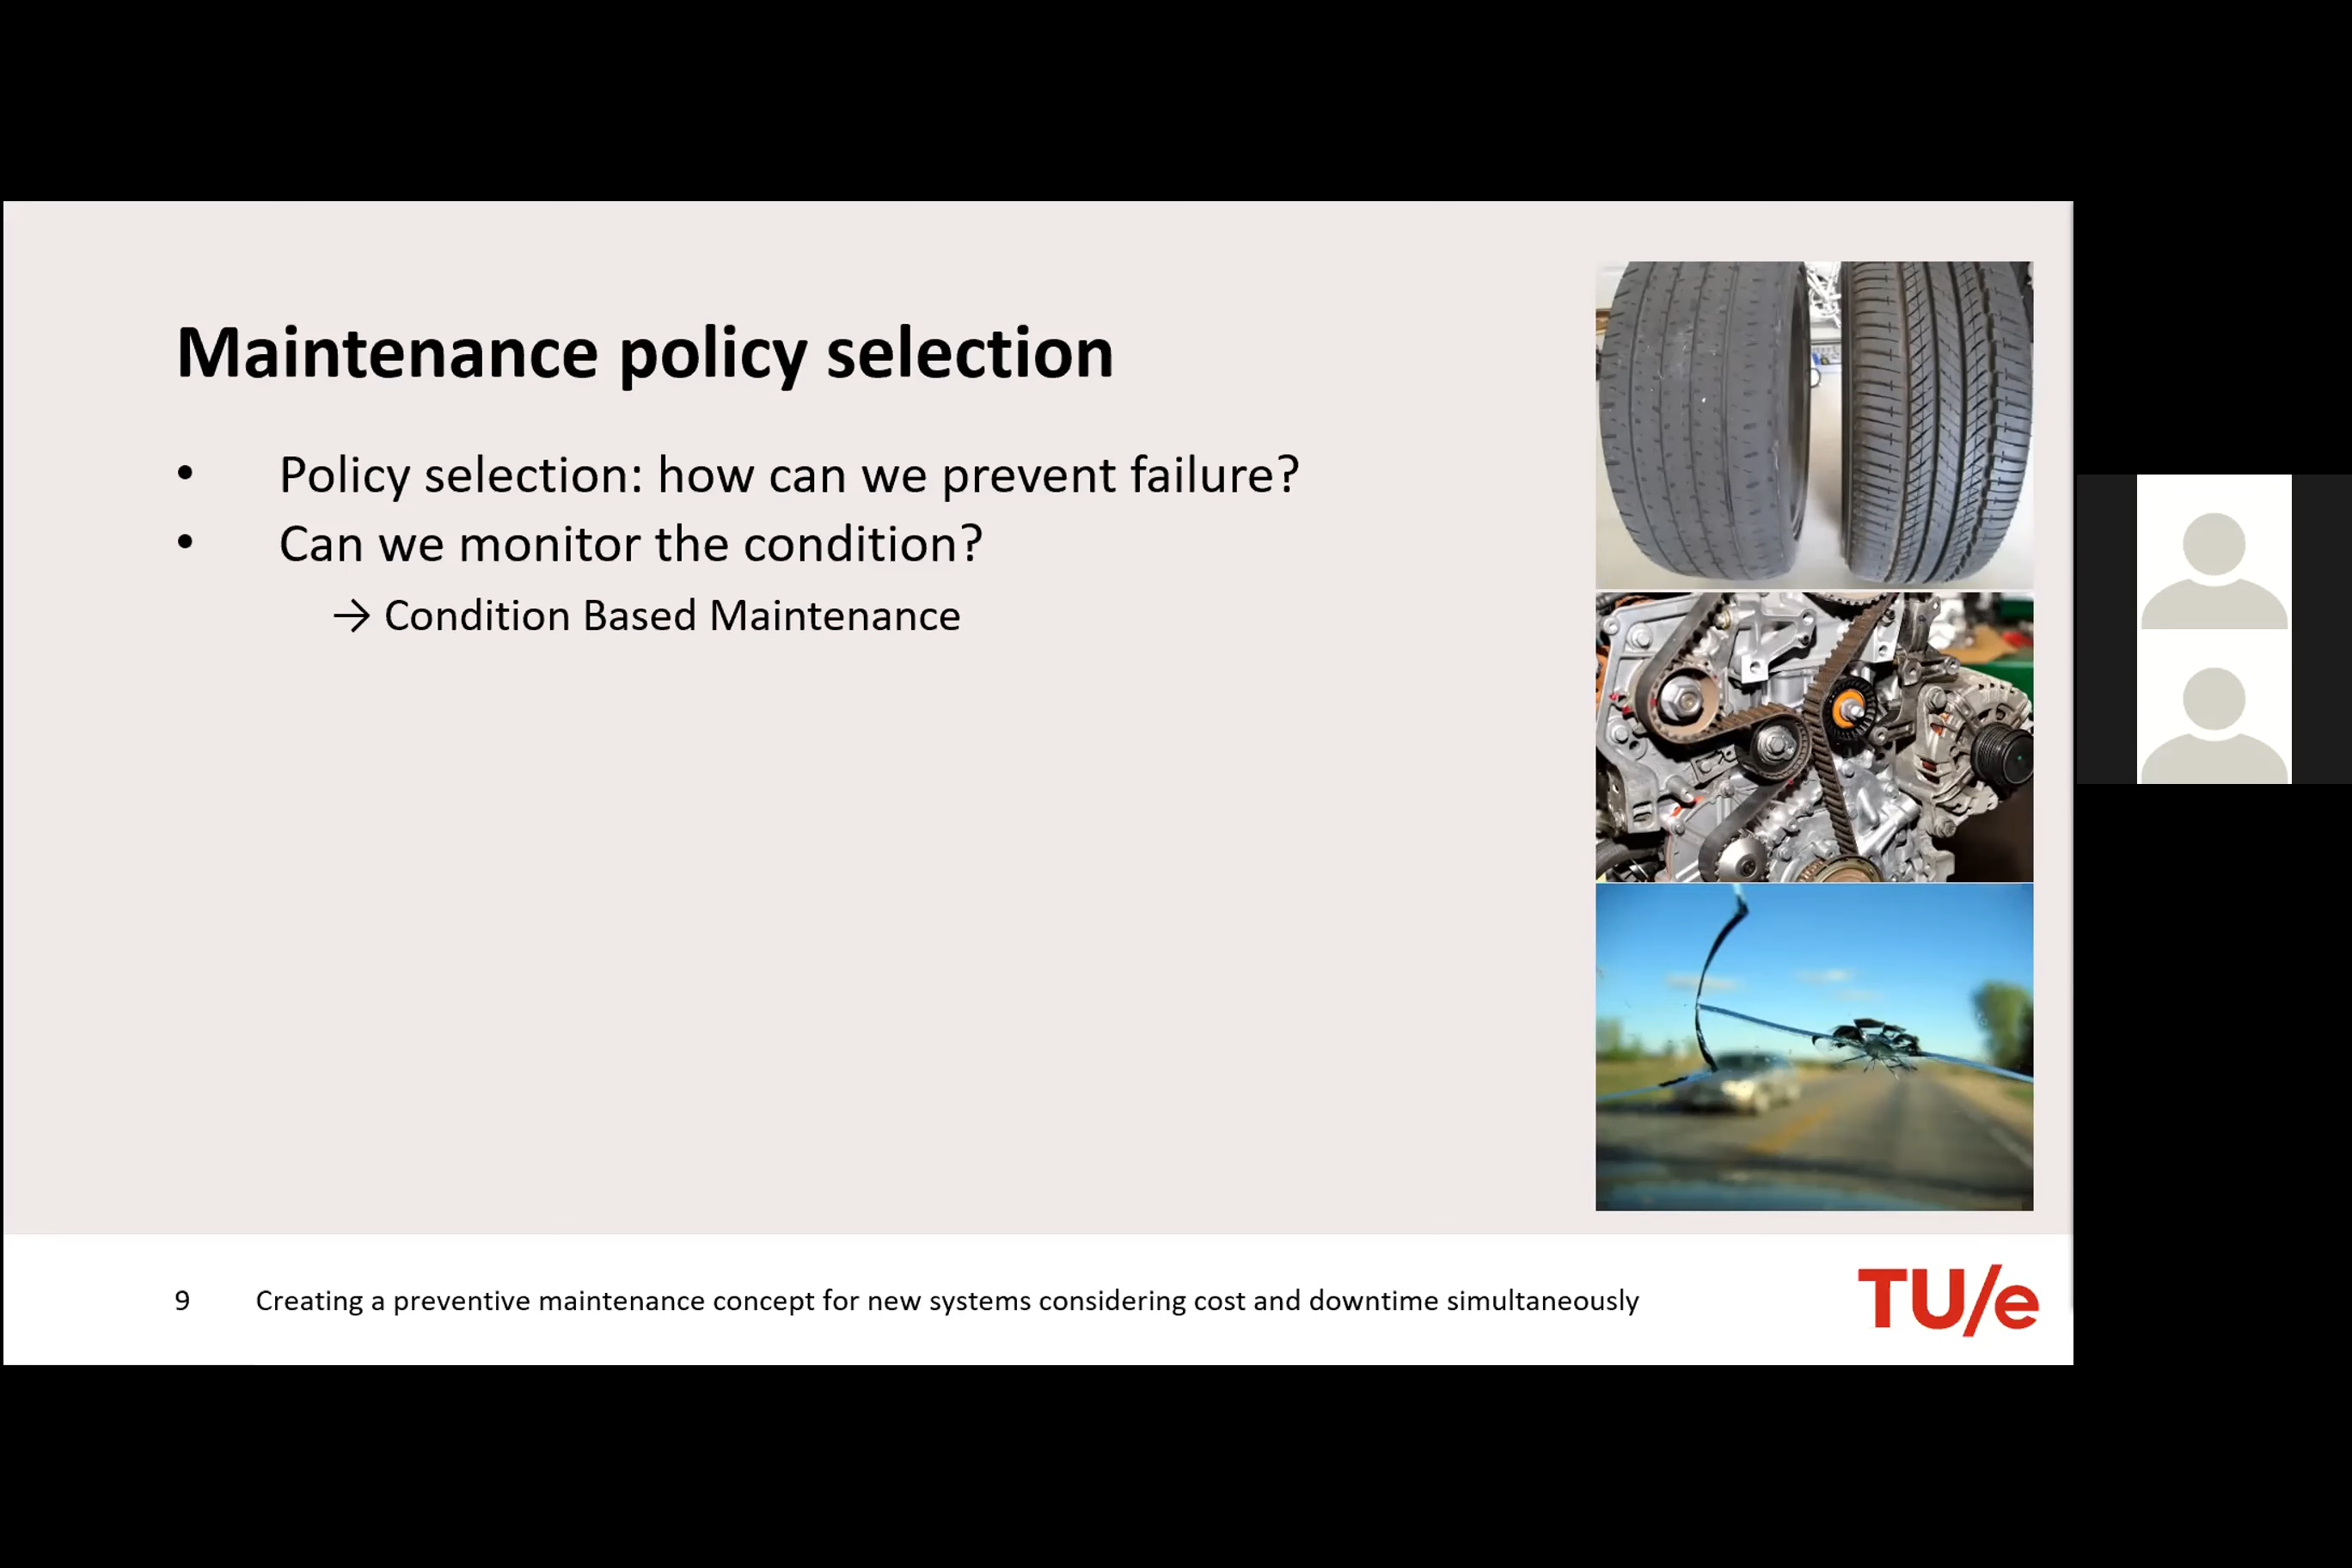 Maintenance policy selection
• Policy selection: how can we prevent failure?
• Can we monitor the condition?
→ Condition Based Maintenance
9 Creating a preventive maintenance concept for new systems considering cost and downtime simultaneously
TU/e